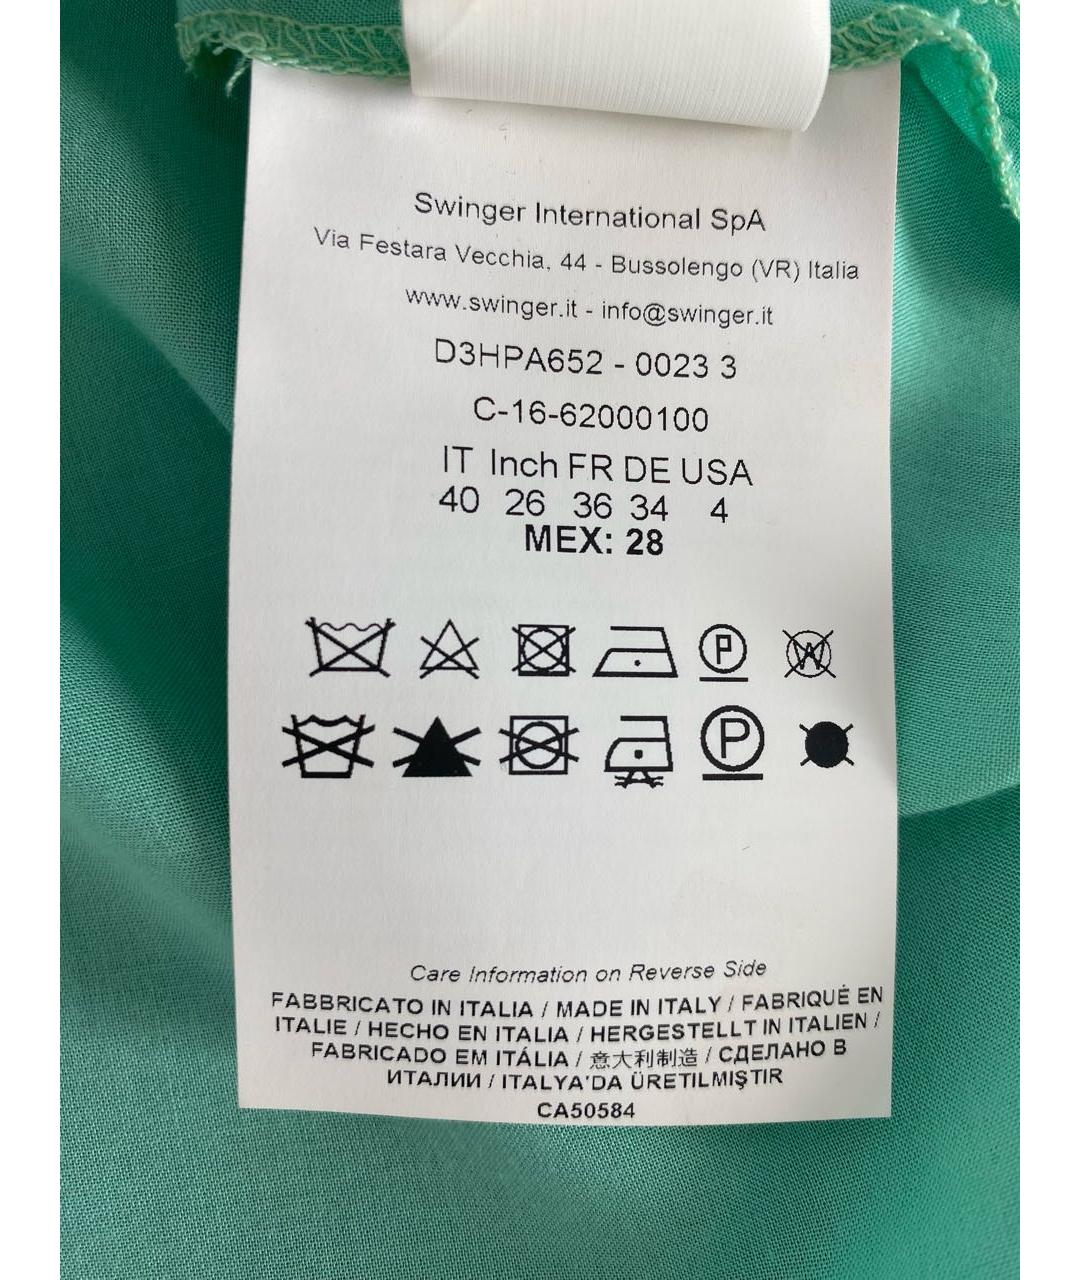 Swinger International SpA
Via Festara Vecchia, 44 - Bussolengo (VR) Italia
www.swinger.it - info@swinger.it
D3HPA652 - 0023 3
C-16-62000100
IT Inch FR DE USA
40 26 36 34 4
MEX: 28
P W
P
Care Information on Reverse Side
FABBRICATO IN ITALIA / MADE IN ITALY / FABRIQUÉ EN
ITALIE / HECHO EN ITALIA / HERGESTELLT IN ITALIEN /
FABRICADO EM ITÁLIA / 意大利制造 / СДЕЛАНО В
ИТАЛИИ / ITALYA'DA ÜRETILMIŞTIR
CA50584